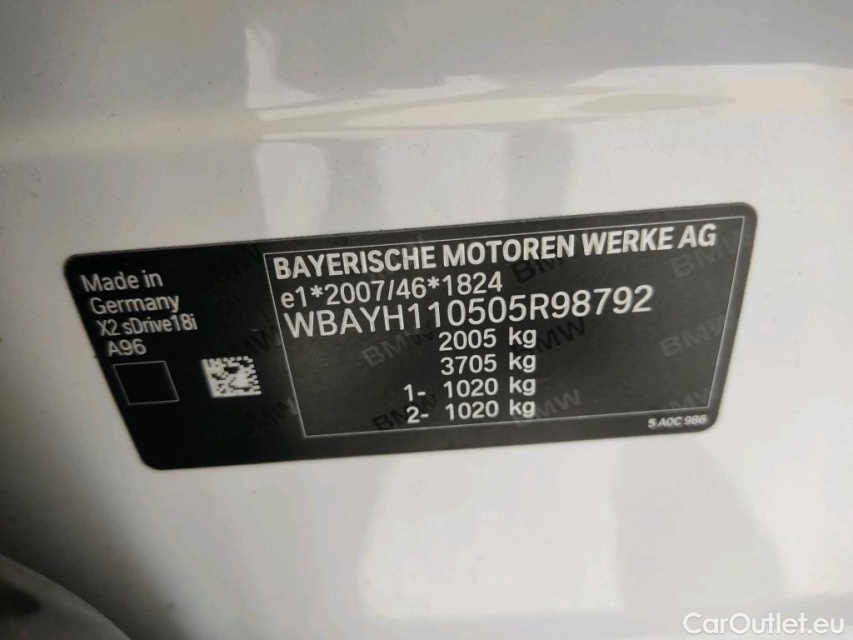 Made in
Germany
X2 sDrive18i
A96
BAYERISCHE MOTOREN WERKE AG
e1*2007/46*1824
WBAYH110505R98792
2005 kg
3705 kg
1- 1020 kg
2- 1020 kg
5 A0C 986
CarOutlet.eu